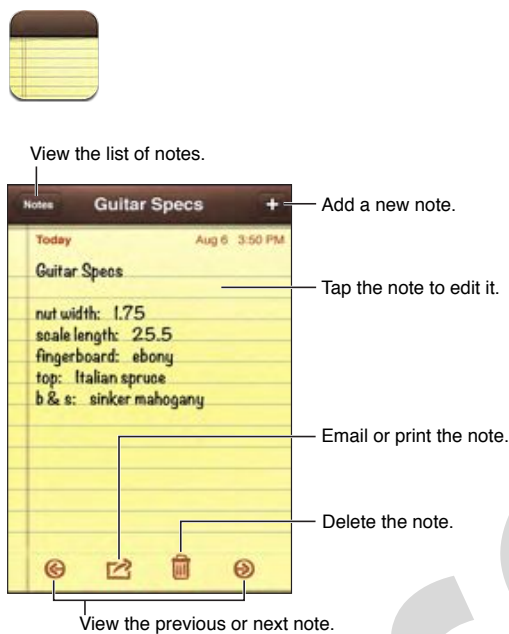 View the list of notes.
Notes Guitar Specs +
Add a new note.
Today Aug 6 3:50 PM
Guitar Specs
Tap the note to edit it.
nut width: 1.75
scale length: 25.5
fingerboard: ebony
top: Italian spruce
b & s: sinker mahogany
Email or print the note.
Delete the note.
View the previous or next note.